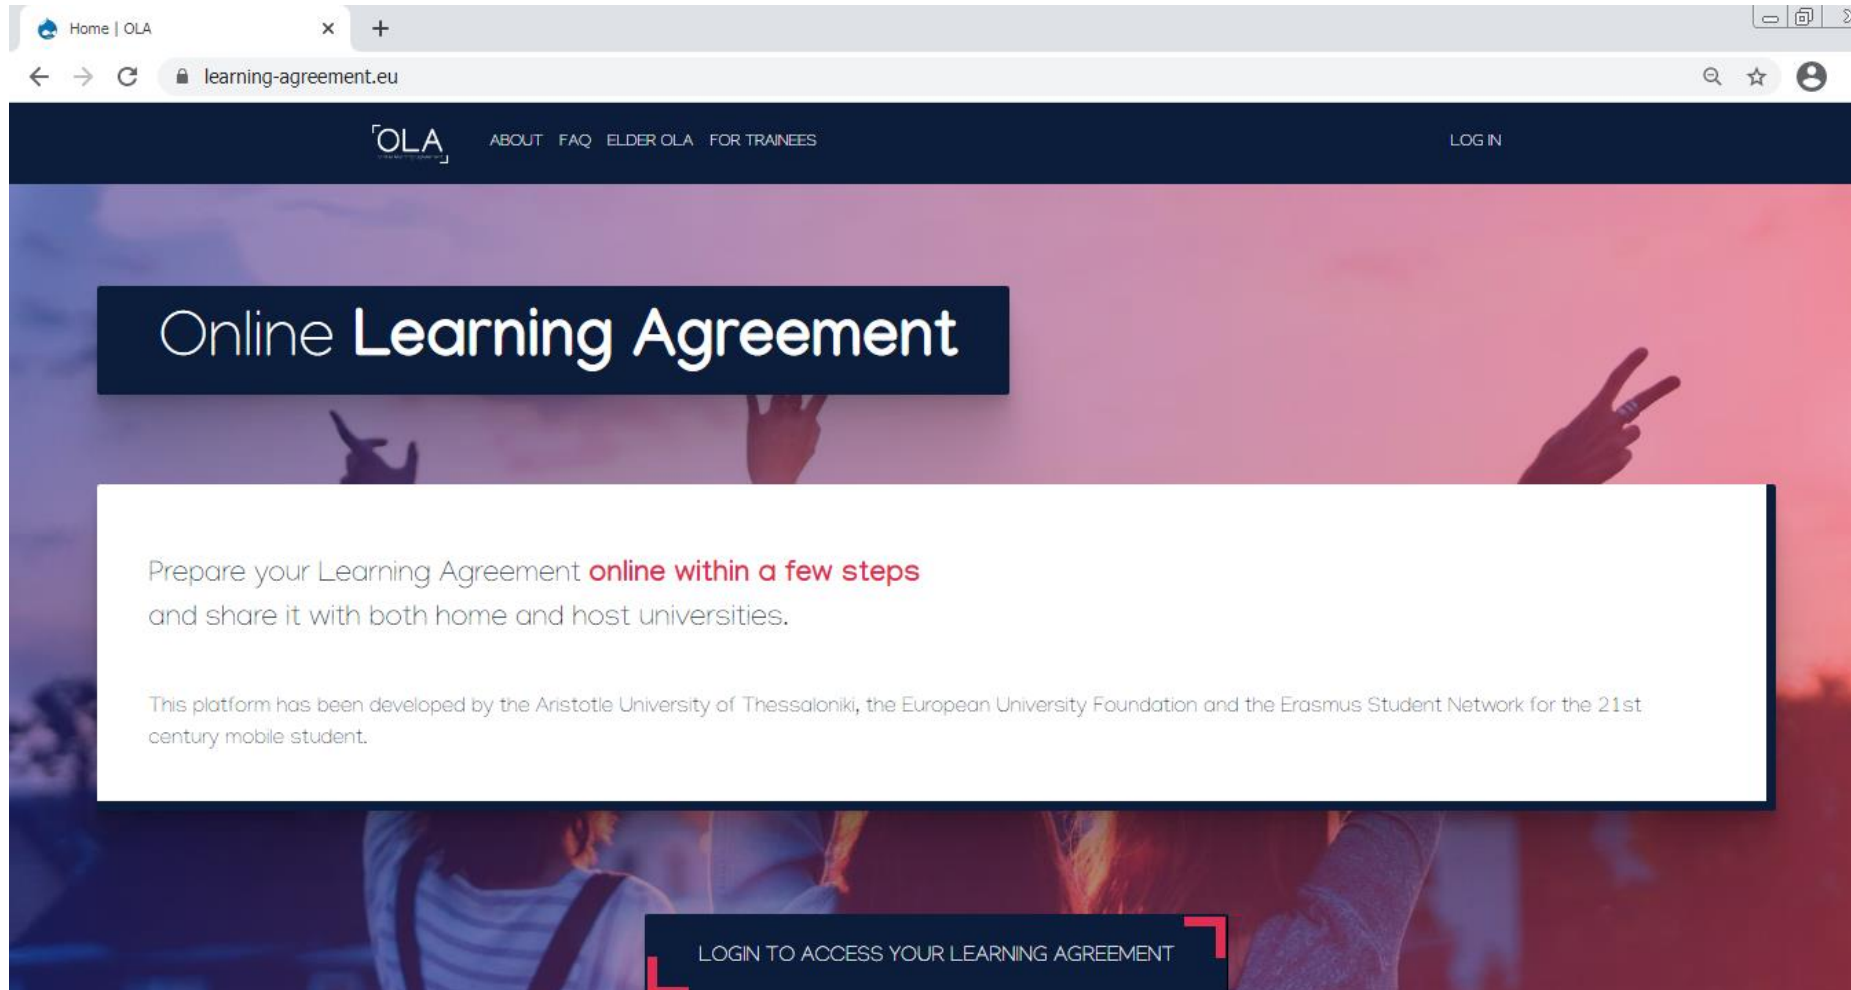 Home | OLA
learning-agreement.eu
OLA
ABOUT FAQ ELDER OLA FOR TRAINEES
LOG IN
Online Learning Agreement
Prepare your Learning Agreement online within a few steps
and share it with both home and host universities.
This platform has been developed by the Aristotle University of Thessaloniki, the European University Foundation and the Erasmus Student Network for the 21st
century mobile student.
LOGIN TO ACCESS YOUR LEARNING AGREEMENT